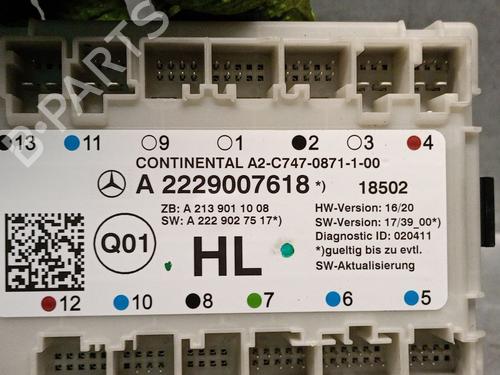 B-PARTS
13 11 9 1 2 3 4
CONTINENTAL A2-C747-0871-1-00
A 2229007618 *) 18502
ZB: A 213 901 10 08
SW: A 222 902 75 17*)
HW-Version: 16/20
SW-Version: 17/39_00*)
Diagnostic ID: 020411
*)gueltig bis zu evtl.
SW-Aktualisierung
Q01
HL
12 10 8 7 6 5